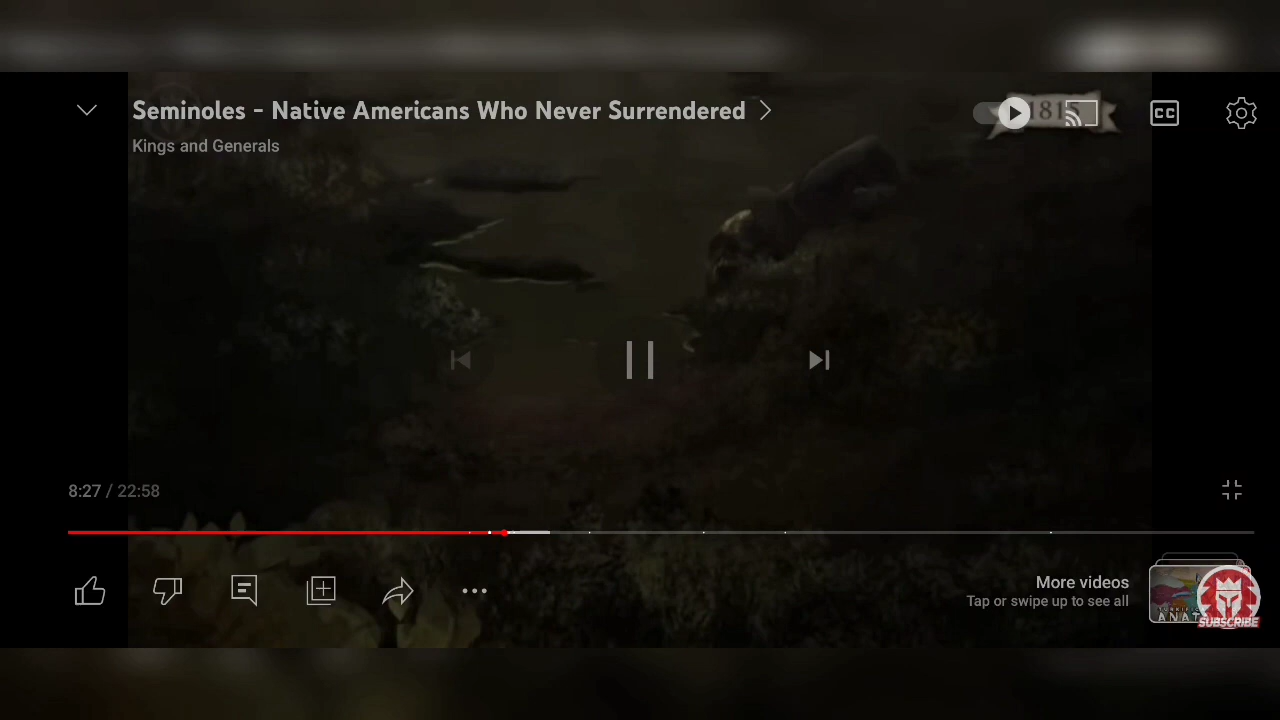 Seminoles - Native Americans Who Never Surrendered
Kings and Generals
CC
8:27 / 22:58
More videos
Tap or swipe up to see all
SUBSCRIBE